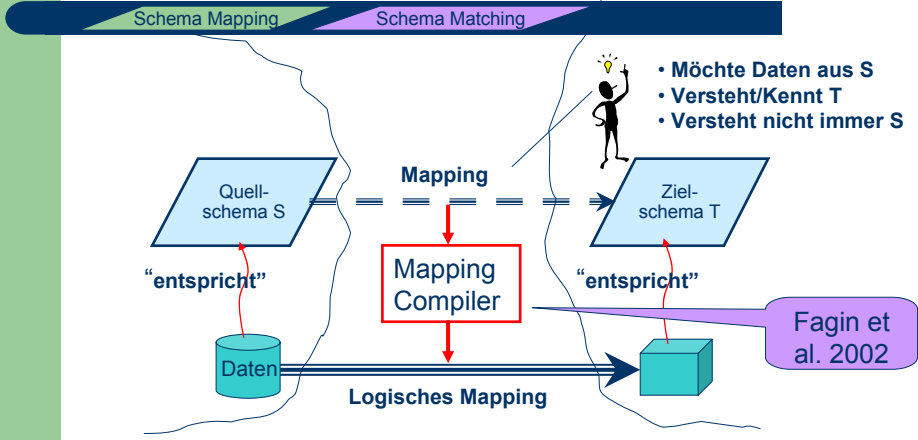 Schema Mapping
Schema Matching
• Möchte Daten aus S
• Versteht/Kennt T
• Versteht nicht immer S
Mapping
Quell-
schema S
Ziel-
schema T
“entspricht”
Mapping
Compiler
“entspricht”
Fagin et
al. 2002
Daten
Logisches Mapping